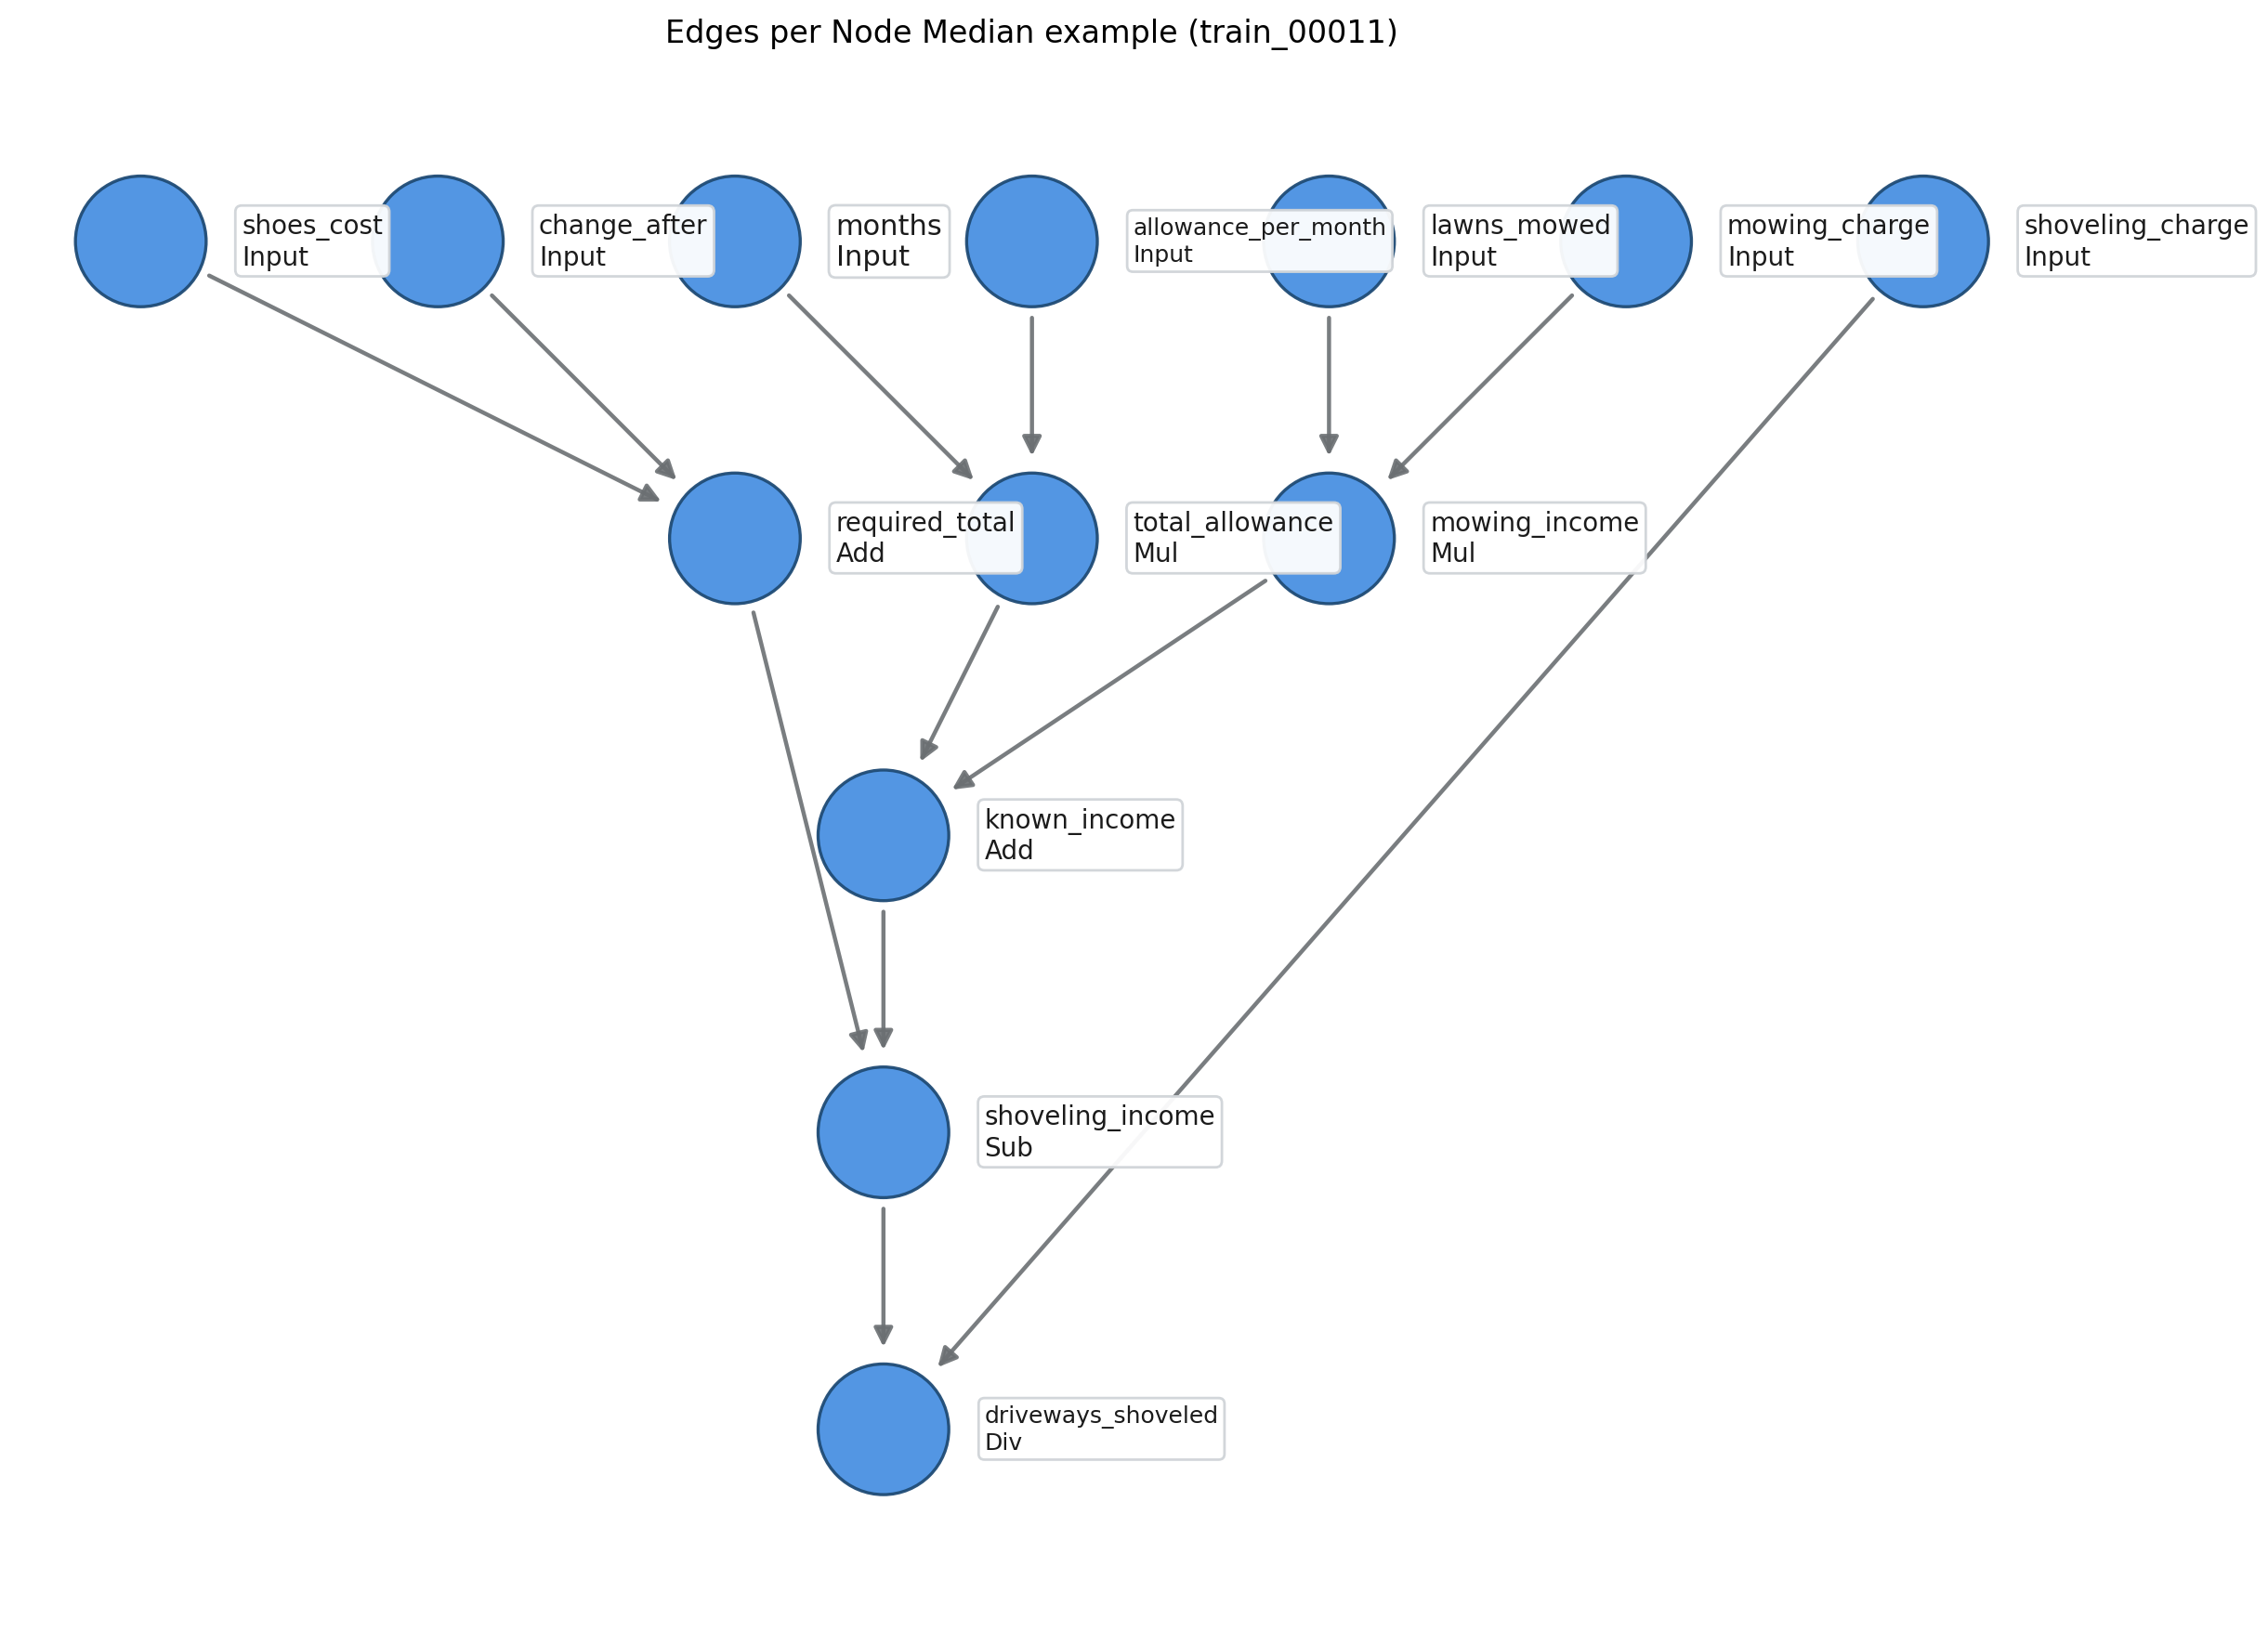 Edges per Node Median example (train_00011)
shoes_cost
Input
change_after
Input
months
Input
allowance_per_month
Input
lawns_mowed
Input
mowing_charge
Input
shoveling_charge
Input
required_total
Add
total_allowance
Mul
mowing_income
Mul
known_income
Add
shoveling_income
Sub
driveways_shoveled
Div